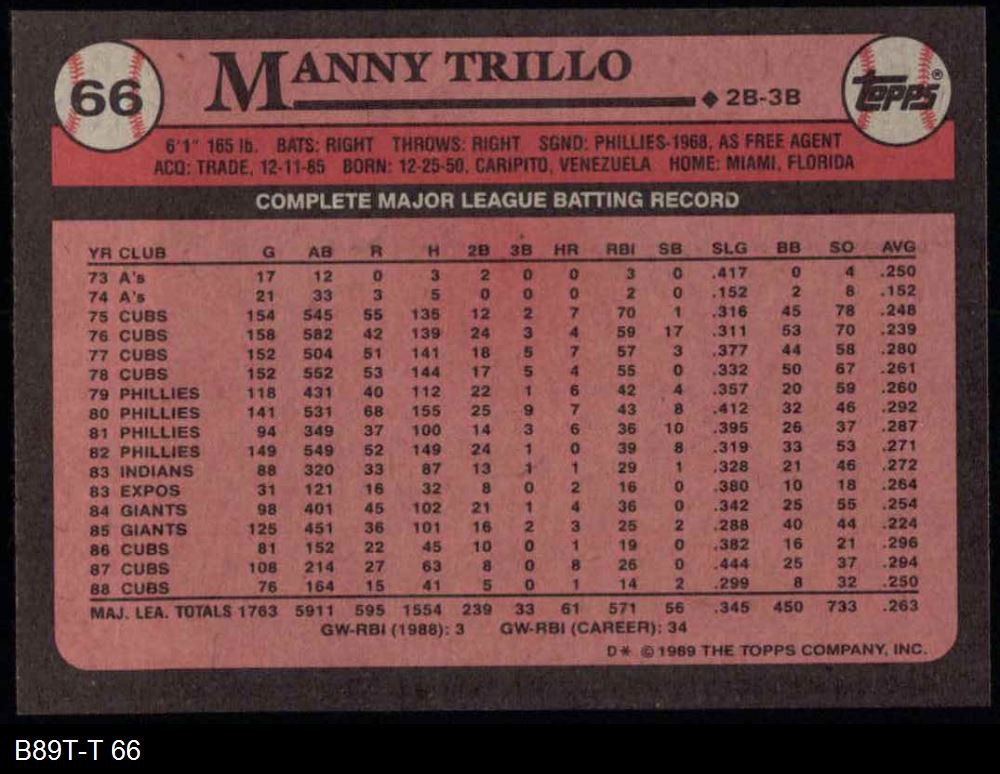 66
MANNY TRILLO
◆ 2B-3B
Topps®
6'1" 165 lb. BATS: RIGHT THROWS: RIGHT SGND: PHILLIES-1968, AS FREE AGENT
ACQ: TRADE, 12-11-85 BORN: 12-25-50, CARIPITO, VENEZUELA HOME: MIAMI, FLORIDA
COMPLETE MAJOR LEAGUE BATTING RECORD
YR CLUB G AB R H 2B 3B HR RBI SB SLG BB SO AVG
73 A's 17 12 0 3 2 0 0 3 0 .417 0 4 .250
74 A's 21 33 3 5 0 0 0 2 0 .152 2 8 .152
75 CUBS 154 545 55 135 12 2 7 70 1 .316 45 78 .248
76 CUBS 158 582 42 139 24 3 4 59 17 .311 53 70 .239
77 CUBS 152 504 51 141 18 5 7 57 3 .377 44 58 .280
78 CUBS 152 552 53 144 17 5 4 55 0 .332 50 67 .261
79 PHILLIES 118 431 40 112 22 1 6 42 4 .357 20 59 .260
80 PHILLIES 141 531 68 155 25 9 7 43 8 .412 32 46 .292
81 PHILLIES 94 349 37 100 14 3 6 36 10 .395 26 37 .287
82 PHILLIES 149 549 52 149 24 1 0 39 8 .319 33 53 .271
83 INDIANS 88 320 33 87 13 1 1 29 1 .328 21 46 .272
83 EXPOS 31 121 16 32 8 0 2 16 0 .380 10 18 .264
84 GIANTS 98 401 45 102 21 1 4 36 0 .342 25 55 .254
85 GIANTS 125 451 36 101 16 2 3 25 2 .288 40 44 .224
86 CUBS 81 152 22 45 10 0 1 19 0 .382 16 21 .296
87 CUBS 108 214 27 63 8 0 8 26 0 .444 25 37 .294
88 CUBS 76 164 15 41 5 0 1 14 2 .299 8 32 .250
MAJ. LEA. TOTALS 1763 5911 595 1554 239 33 61 571 56 .345 450 733 .263
GW-RBI (1988): 3 GW-RBI (CAREER): 34
D* © 1989 THE TOPPS COMPANY, INC.
B89T-T 66